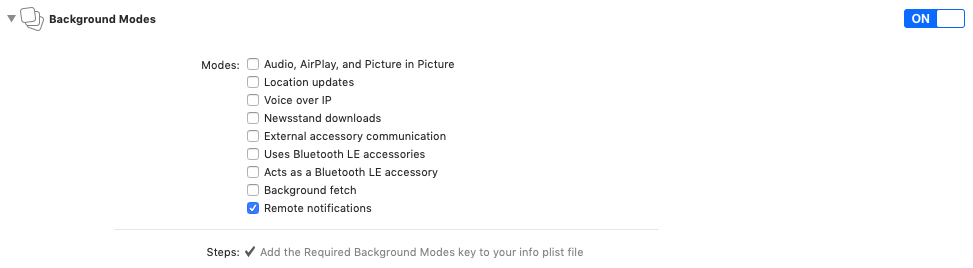 Background Modes
ON
Modes:
Audio, AirPlay, and Picture in Picture
Location updates
Voice over IP
Newsstand downloads
External accessory communication
Uses Bluetooth LE accessories
Acts as a Bluetooth LE accessory
Background fetch
Remote notifications
Steps: ✔ Add the Required Background Modes key to your info plist file